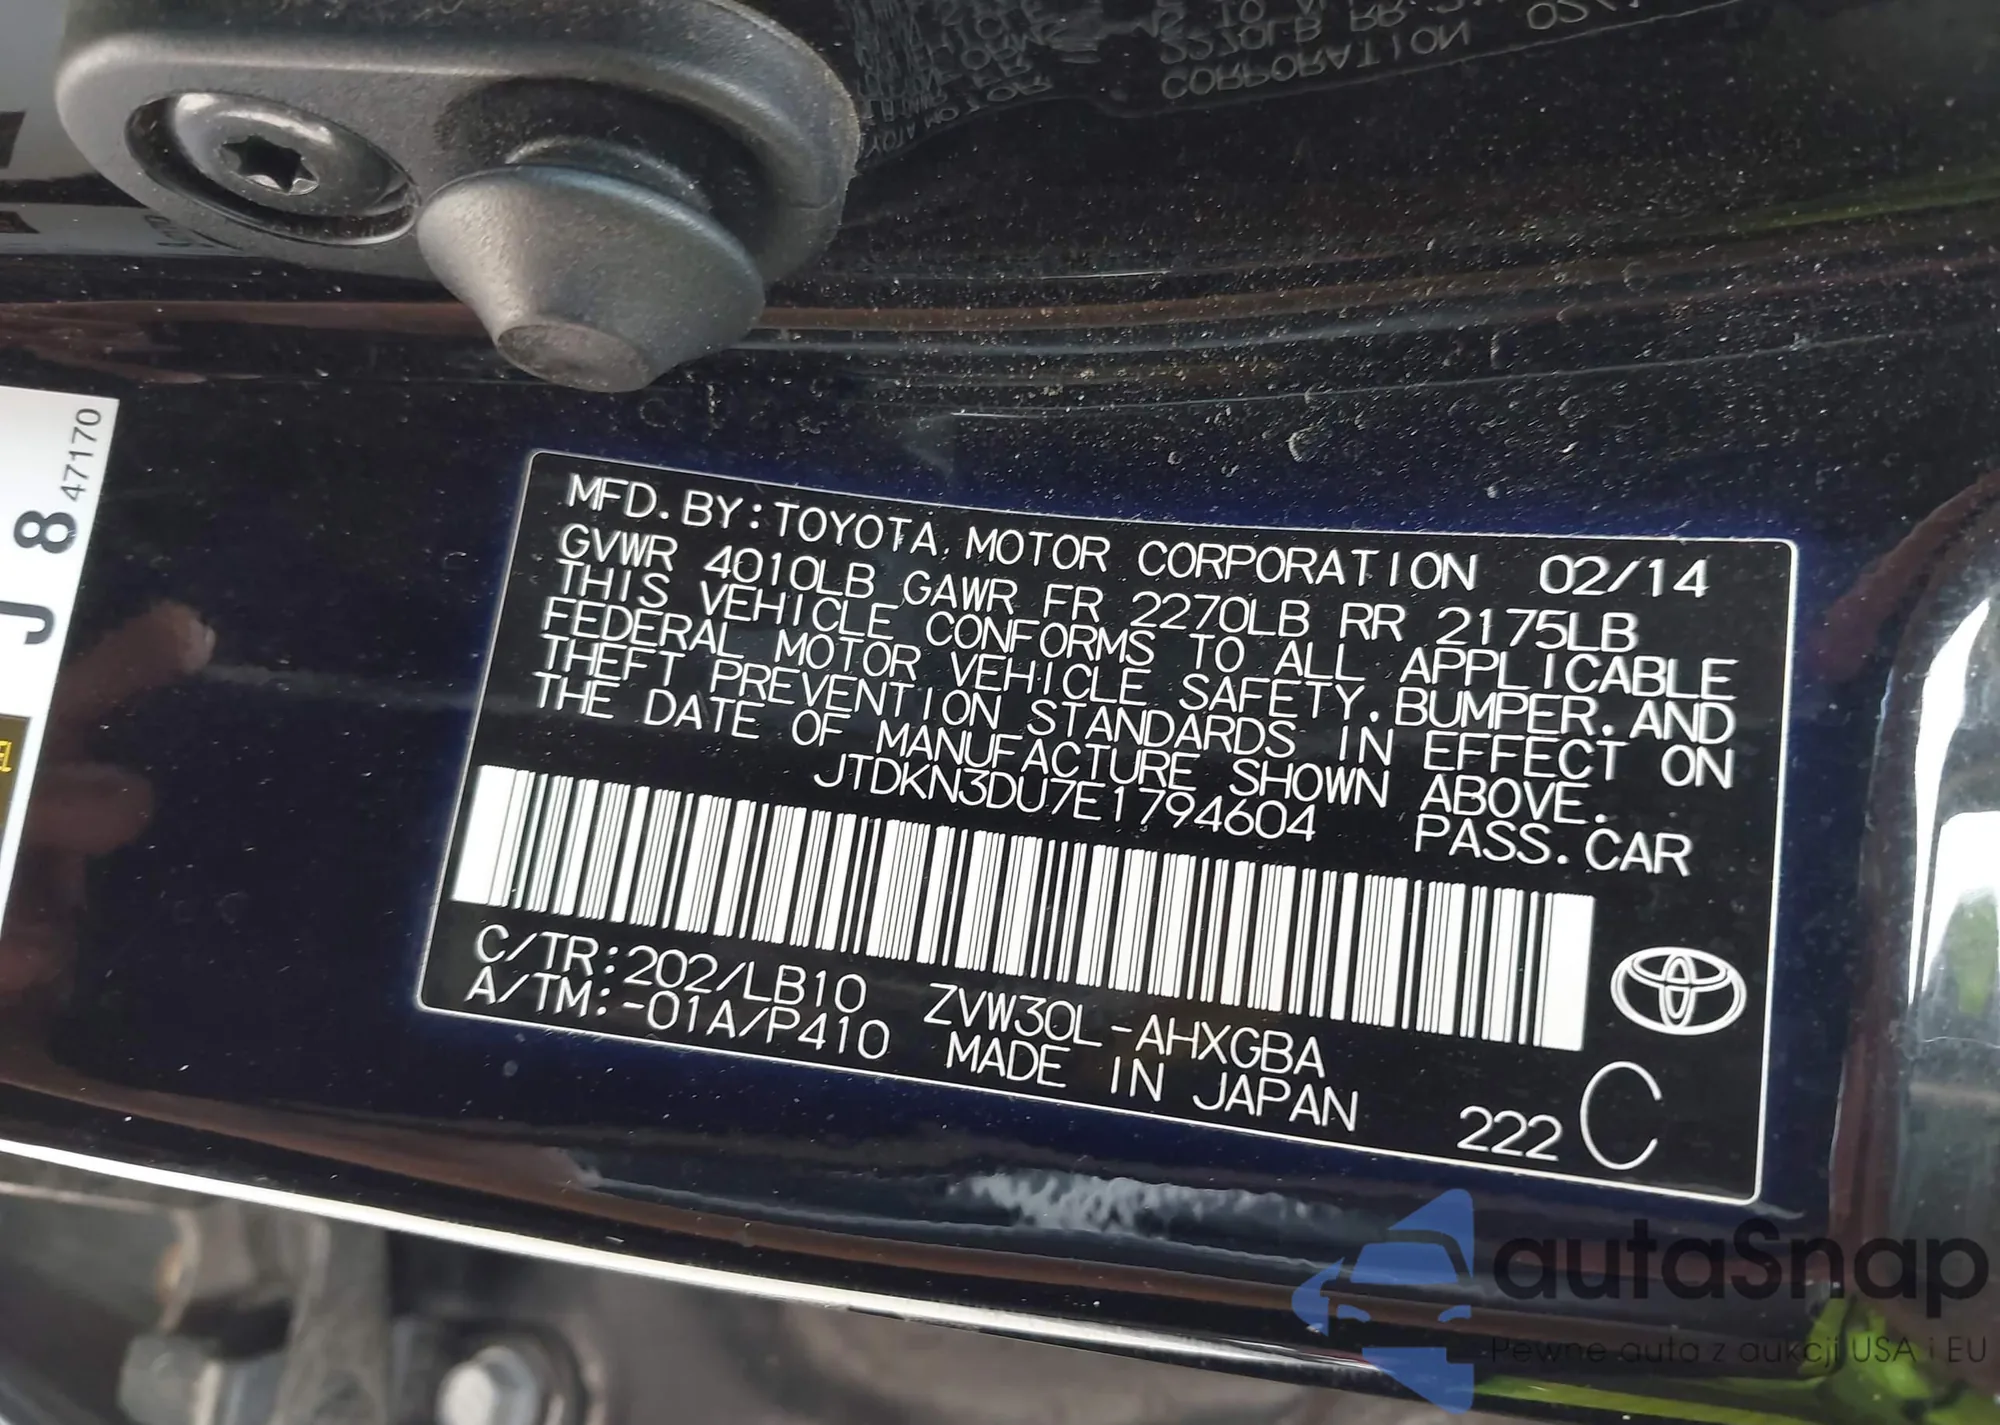 J 8 47170
MFD.BY:TOYOTA MOTOR CORPORATION 02/14
GVWR 4010LB GAWR FR 2270LB RR 2175LB
THIS VEHICLE CONFORMS TO ALL APPLICABLE
FEDERAL MOTOR VEHICLE SAFETY.BUMPER.AND
THEFT PREVENTION STANDARDS IN EFFECT ON
THE DATE OF MANUFACTURE SHOWN ABOVE.
JTDKN3DU7E1794604 PASS.CAR
C/TR:202/LB10 ZVW30L-AHXGBA
A/TM:-01A/P410 MADE IN JAPAN
222 C
autaSnap
Pewne auta z aukcji USA i EU